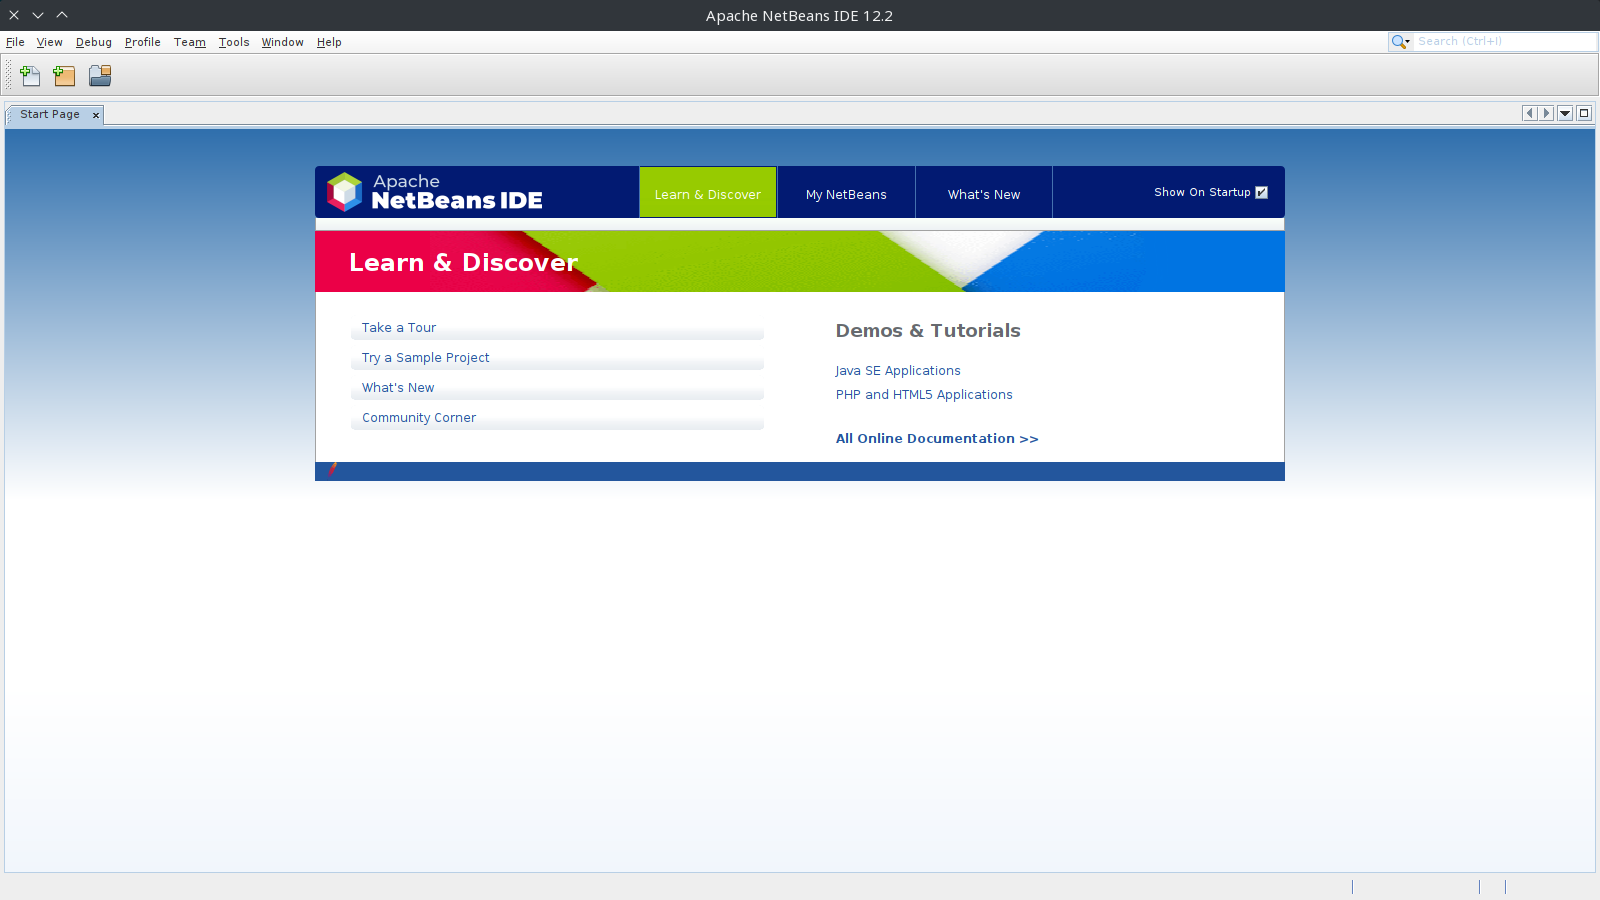 Apache NetBeans IDE 12.2
File View Debug Profile Team Tools Window Help
Search (Ctrl+I)
Start Page
Apache
NetBeans IDE
Learn & Discover
My NetBeans
What's New
Show On Startup
Learn & Discover
Take a Tour
Try a Sample Project
What's New
Community Corner
Demos & Tutorials
Java SE Applications
PHP and HTML5 Applications
All Online Documentation >>